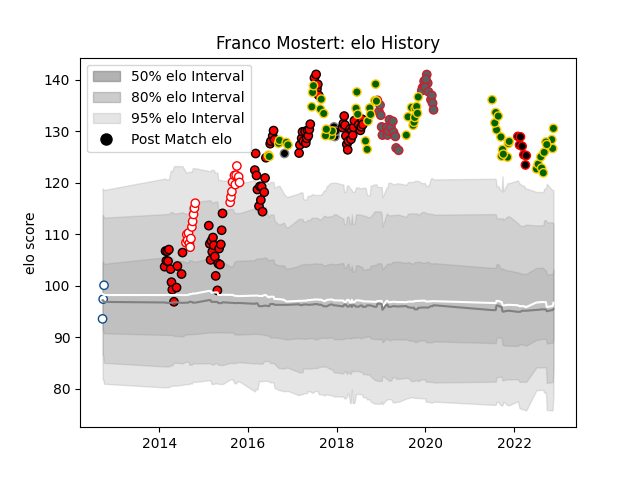 Franco Mostert: elo History
50% elo Interval
80% elo Interval
95% elo Interval
Post Match elo
elo score
140
130
120
110
100
90
80
2014
2016
2018
2020
2022